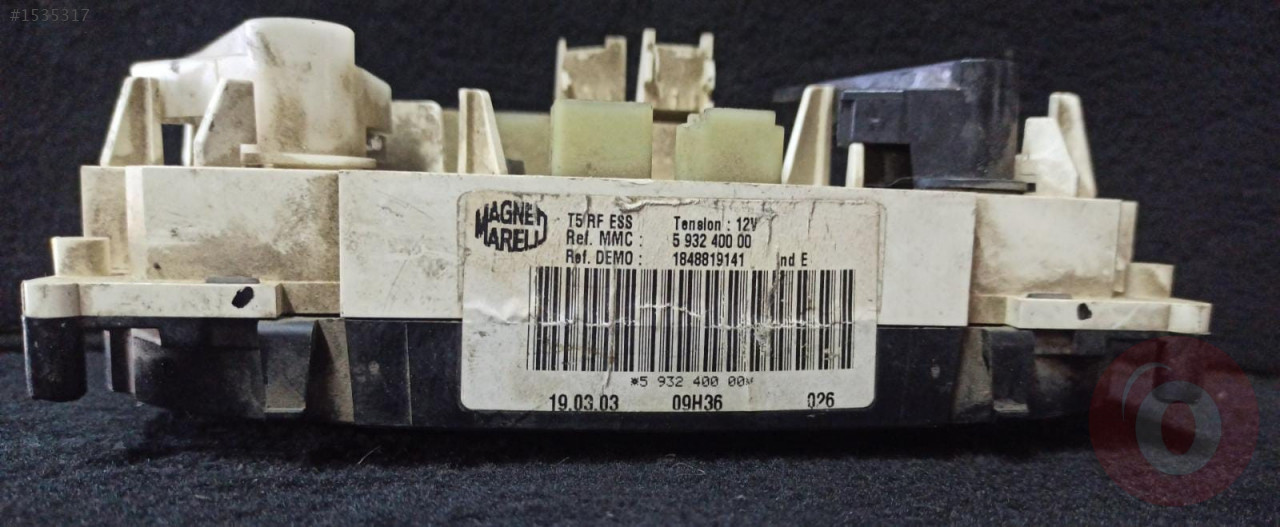 #1535317
MAGNETI
MARELLI
T5 RF ESS Tension : 12V
Ref. MMC : 5 932 400 00
Ref. DEMO : 1848819141 Ind E
*5 932 400 00*
19.03.03 09H36 026